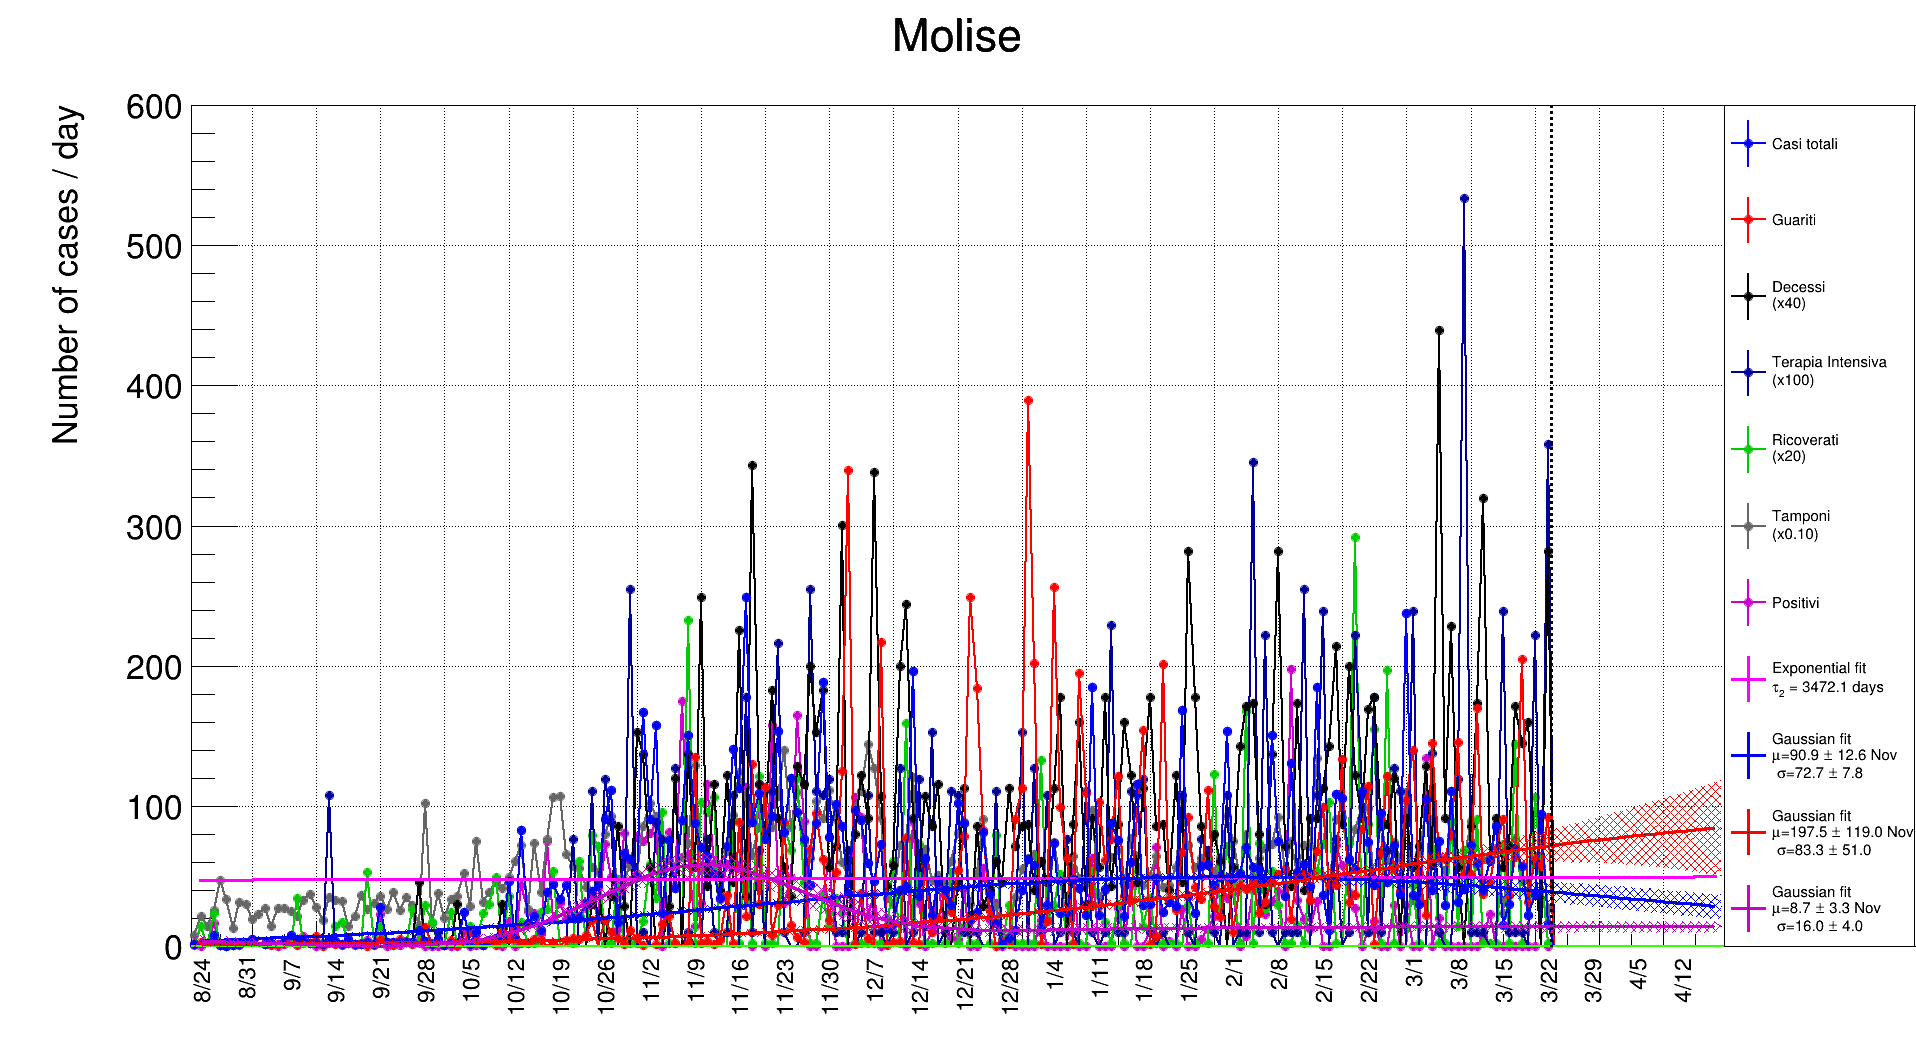 Molise
Number of cases / day
600
500
400
300
200
100
0
8/24
8/31
9/7
9/14
9/21
9/28
10/5
10/12
10/19
10/26
11/2
11/9
11/16
11/23
11/30
12/7
12/14
12/21
12/28
1/4
1/11
1/18
1/25
2/1
2/8
2/15
2/22
3/1
3/8
3/15
3/22
3/29
4/5
4/12
Casi totali
Guariti
Decessi
(x40)
Terapia Intensiva
(x100)
Ricoverati
(x20)
Tamponi
(x0.10)
Positivi
Exponential fit
τ₂ = 3472.1 days
Gaussian fit
μ=90.9 ± 12.6 Nov
σ=72.7 ± 7.8
Gaussian fit
μ=197.5 ± 119.0 Nov
σ=83.3 ± 51.0
Gaussian fit
μ=8.7 ± 3.3 Nov
σ=16.0 ± 4.0